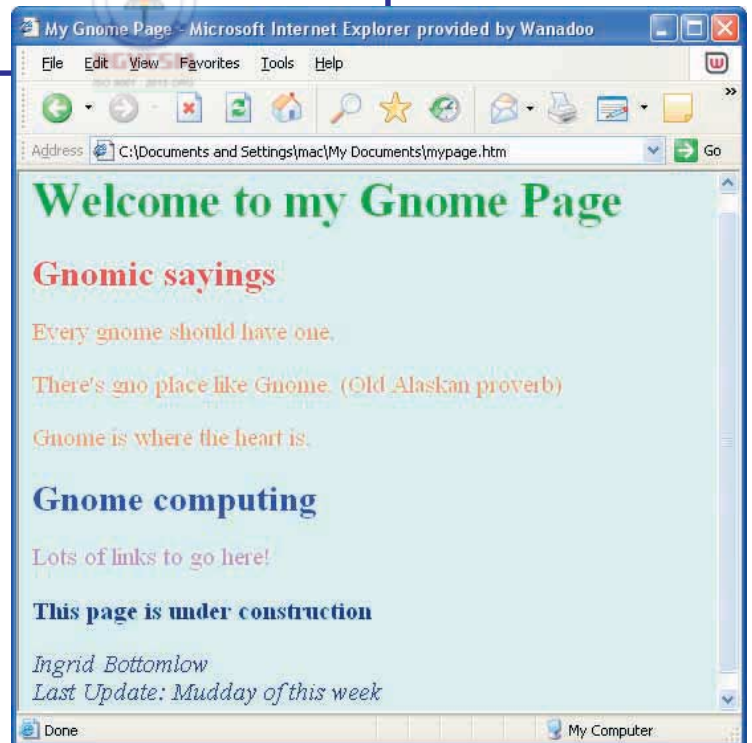 My Gnome Page - Microsoft Internet Explorer provided by Wanadoo
File Edit View Favorites Tools Help
Address C:\Documents and Settings\mac\My Documents\mypage.htm Go
Welcome to my Gnome Page
Gnomic sayings
Every gnome should have one.
There's gno place like Gnome. (Old Alaskan proverb)
Gnome is where the heart is.
Gnome computing
Lots of links to go here!
This page is under construction
Ingrid Bottomlow
Last Update: Mudday of this week
Done My Computer